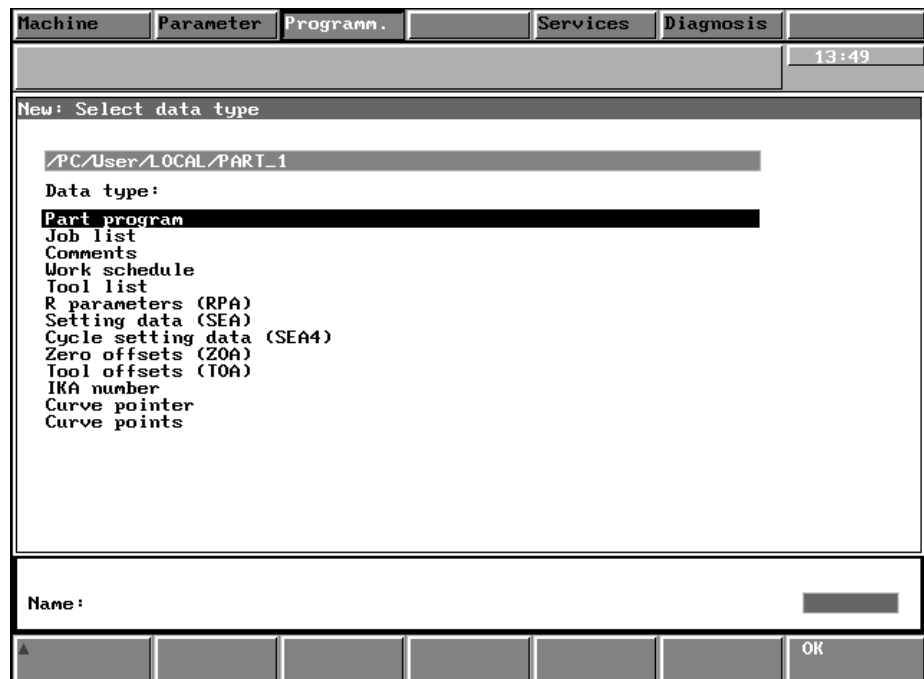 Machine Parameter Programm. Services Diagnosis
13:49
New: Select data type
/PC/User/LOCAL/PART_1
Data type:
Part program
Job list
Comments
Work schedule
Tool list
R parameters (RPA)
Setting data (SEA)
Cycle setting data (SEA4)
Zero offsets (ZOA)
Tool offsets (TOA)
IKA number
Curve pointer
Curve points
Name:
OK